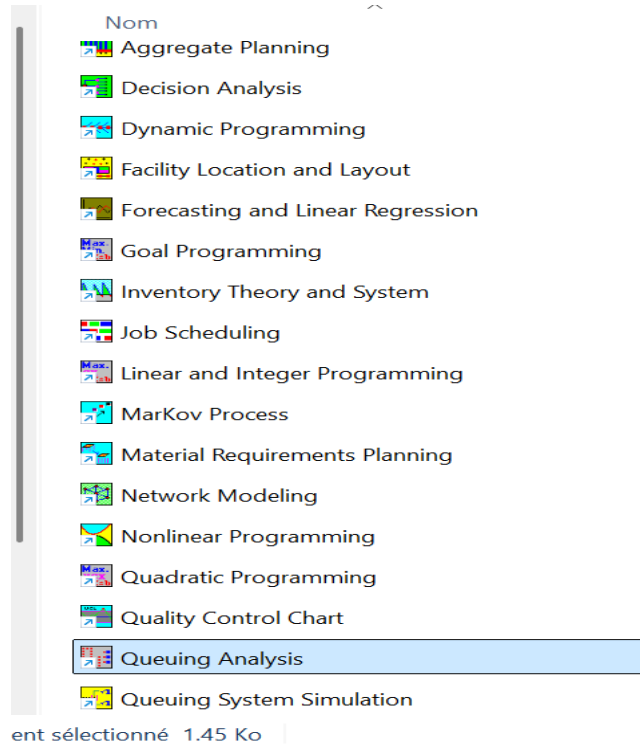 Nom
Aggregate Planning
Decision Analysis
Dynamic Programming
Facility Location and Layout
Forecasting and Linear Regression
Goal Programming
Inventory Theory and System
Job Scheduling
Linear and Integer Programming
MarKov Process
Material Requirements Planning
Network Modeling
Nonlinear Programming
Quadratic Programming
Quality Control Chart
Queuing Analysis
Queuing System Simulation
ent sélectionné 1.45 Ko